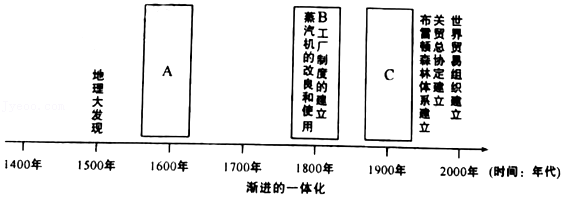 地理大发现
A
B
工厂制度的建立
蒸汽机的改良和使用
C
世界贸易组织建立
关贸总协定建立
布雷顿森林体系建立
1400年 1500年 1600年 1700年 1800年 1900年 2000年 (时间：年代)
渐进的一体化